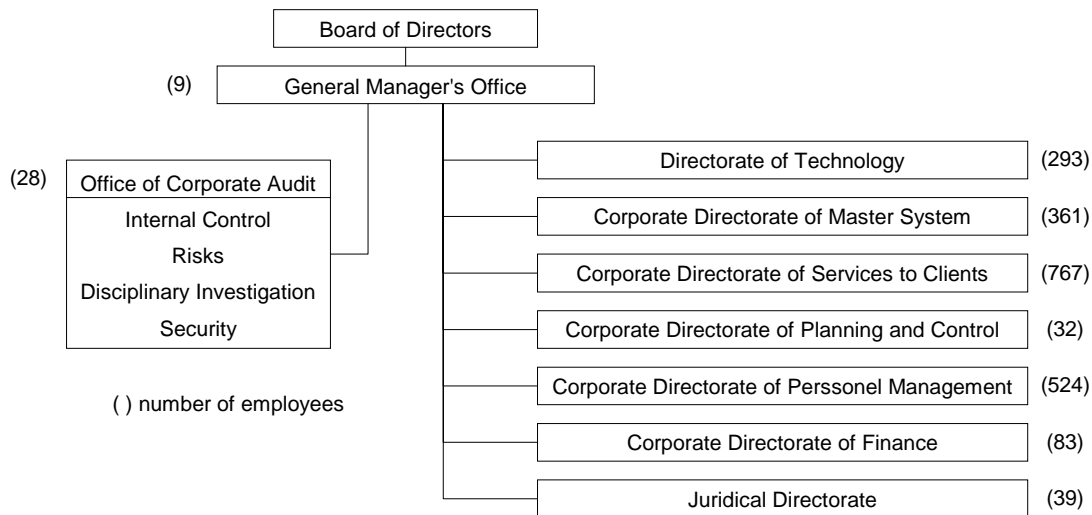 Board of Directors
(9)
General Manager's Office
(28)
Office of Corporate Audit
Internal Control
Risks
Disciplinary Investigation
Security
( ) number of employees
Directorate of Technology
(293)
Corporate Directorate of Master System
(361)
Corporate Directorate of Services to Clients
(767)
Corporate Directorate of Planning and Control
(32)
Corporate Directorate of Perssonel Management
(524)
Corporate Directorate of Finance
(83)
Juridical Directorate
(39)